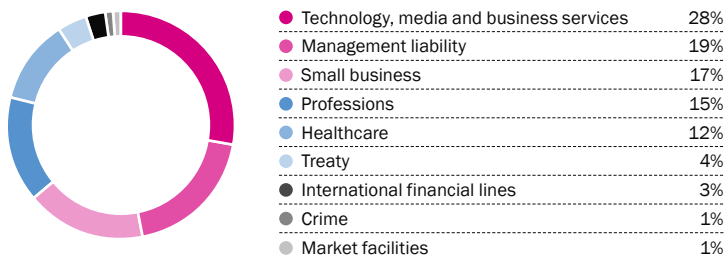 Technology, media and business services 28%
Management liability 19%
Small business 17%
Professions 15%
Healthcare 12%
Treaty 4%
International financial lines 3%
Crime 1%
Market facilities 1%